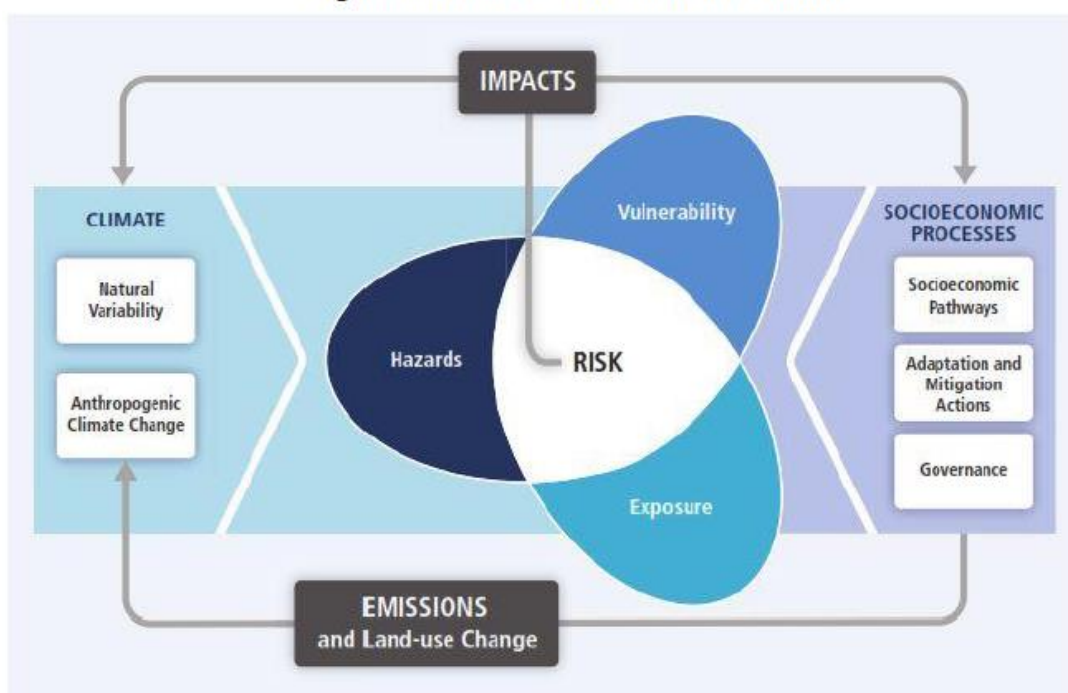 IMPACTS
CLIMATE
Natural
Variability
Anthropogenic
Climate Change
Hazards
Vulnerability
RISK
Exposure
SOCIOECONOMIC
PROCESSES
Socioeconomic
Pathways
Adaptation and
Mitigation
Actions
Governance
EMISSIONS
and Land-use Change